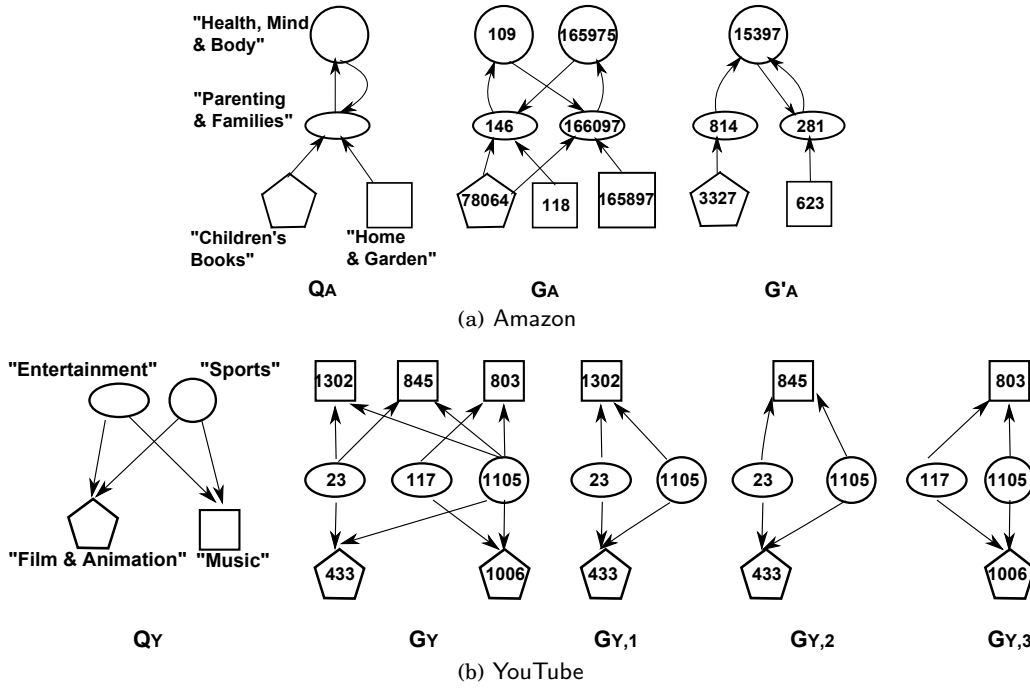 "Health, Mind
& Body"
109
165975
15397
"Parenting
& Families"
146
166097
814
281
78064
118
165897
3327
623
"Children's
Books"
"Home
& Garden"
QA
GA
G'A
(a) Amazon
"Entertainment"
"Sports"
1302
845
803
1302
845
803
23
117
1105
23
1105
23
1105
117
1105
"Film & Animation"
"Music"
433
1006
433
433
1006
QY
GY
GY,1
GY,2
GY,3
(b) YouTube